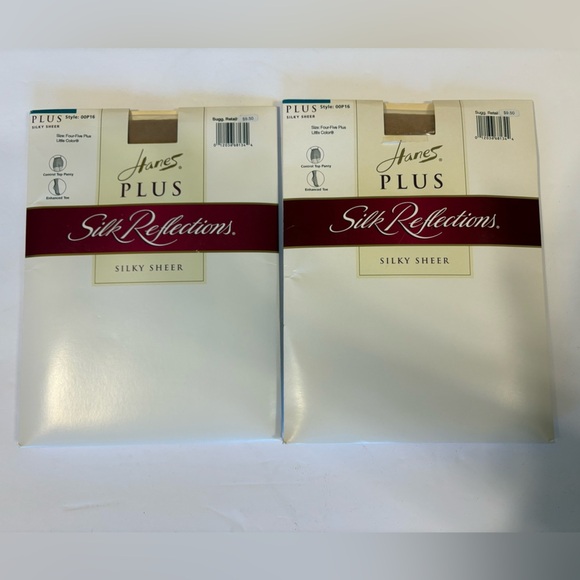 PLUS Style: 00P16
SILKY SHEER
Sugg. Retail
Size: Four-Five Plus
Little Color®
Hanes®
PLUS
Control Top Panty
Enhanced Toe
Silk Reflections®
SILKY SHEER
PLUS Style: 00P16
SILKY SHEER
Sugg. Retail
Size: Four-Five Plus
Little Color®
Hanes®
PLUS
Control Top Panty
Enhanced Toe
Silk Reflections®
SILKY SHEER